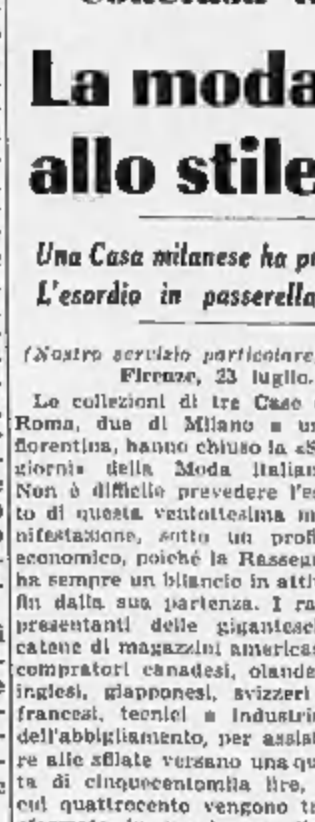 La moda
allo stile
Una Casa milanese ha p
L'esordio in passerella
(Nostro servizio particolare
Firenze, 23 luglio.
Le collezioni di tre Case
Roma, due di Milano e un
fiorentina, hanno chiuso la «S
giorni» della Moda Italian
Non è difficile prevedere l'es
to di questa ventottesima m
nifestazione, sotto un profi
economico, poiché la Rassegn
ha sempre un bilancio in atti
fin dalla sua partenza. I ra
presentanti delle gigantesc
catene di magazzini america
compratori canadesi, olande
inglesi, giapponesi, svizzeri
francesi, tecnici e industri
dell'abbigliamento, per assist
re alle sfilate versano una qu
ta di cinquecentomila lire,
cui quattrocento vengono tr